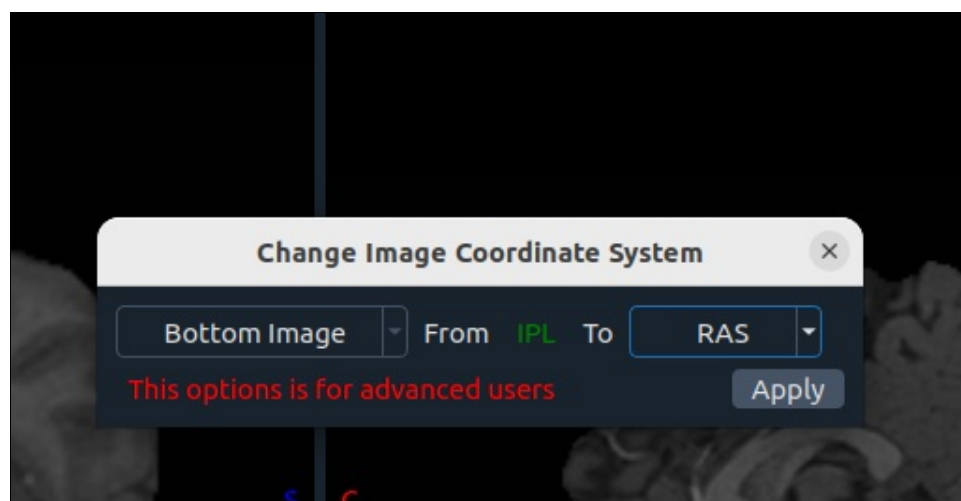 Change Image Coordinate System
Bottom Image From IPL To RAS
This options is for advanced users Apply
S C